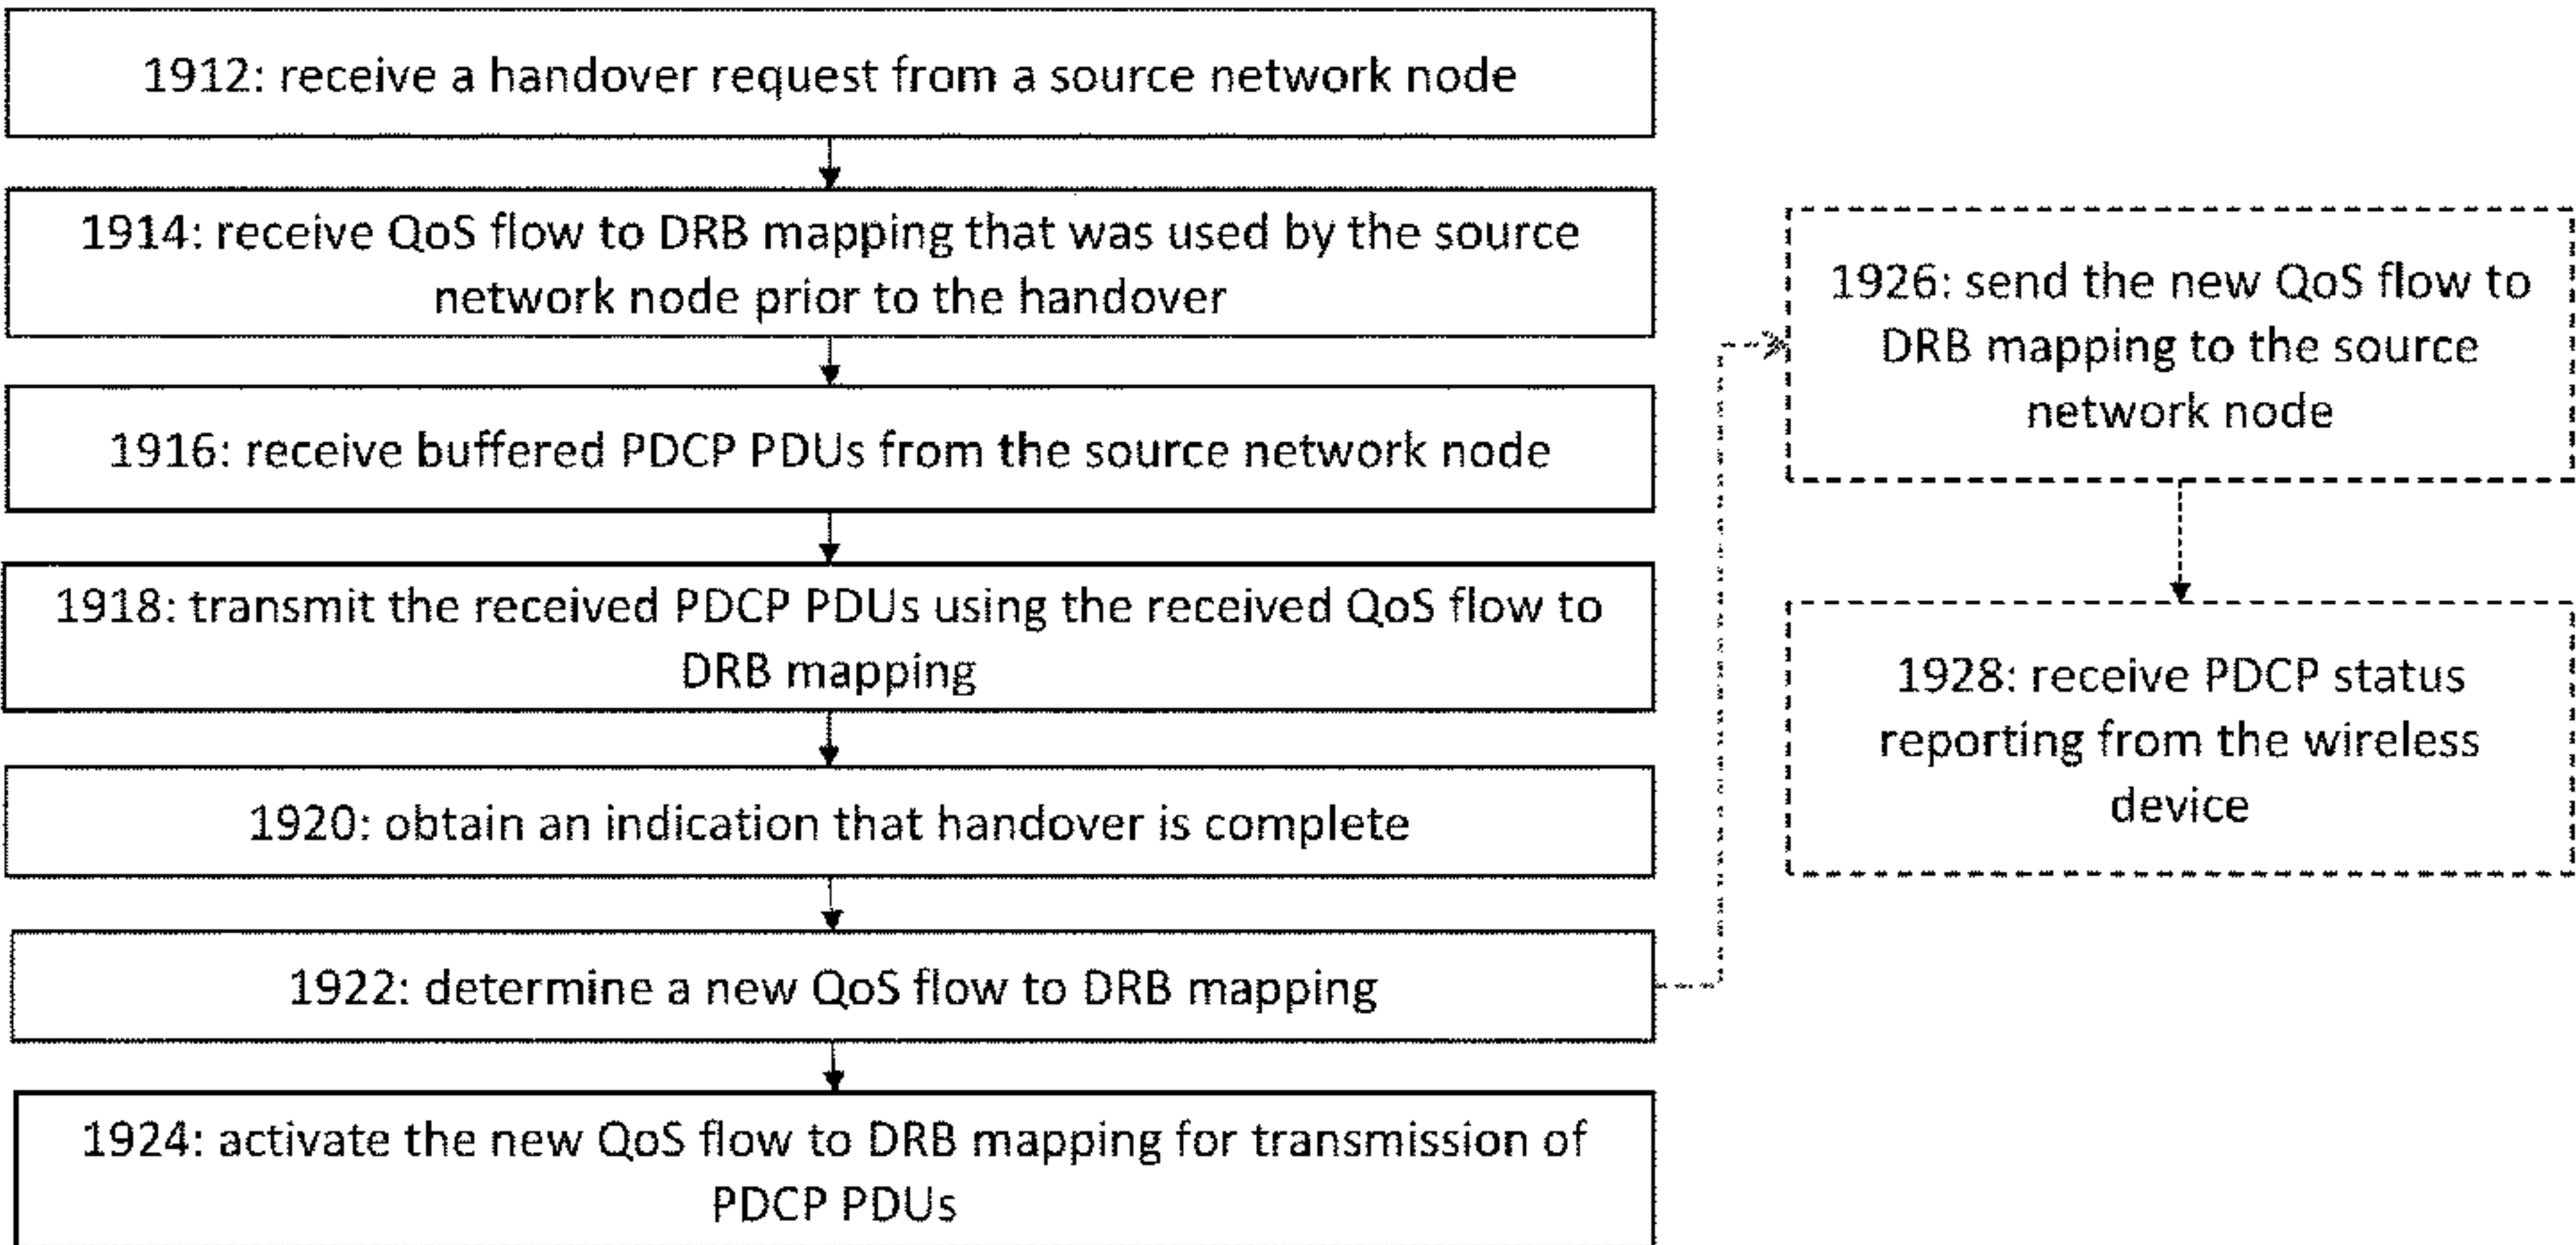 1912: receive a handover request from a source network node
1914: receive QoS flow to DRB mapping that was used by the source
network node prior to the handover
1916: receive buffered PDCP PDUs from the source network node
1918: transmit the received PDCP PDUs using the received QoS flow to
DRB mapping
1920: obtain an indication that handover is complete
1922: determine a new QoS flow to DRB mapping
1924: activate the new QoS flow to DRB mapping for transmission of
PDCP PDUs
1926: send the new QoS flow to
DRB mapping to the source
network node
1928: receive PDCP status
reporting from the wireless
device